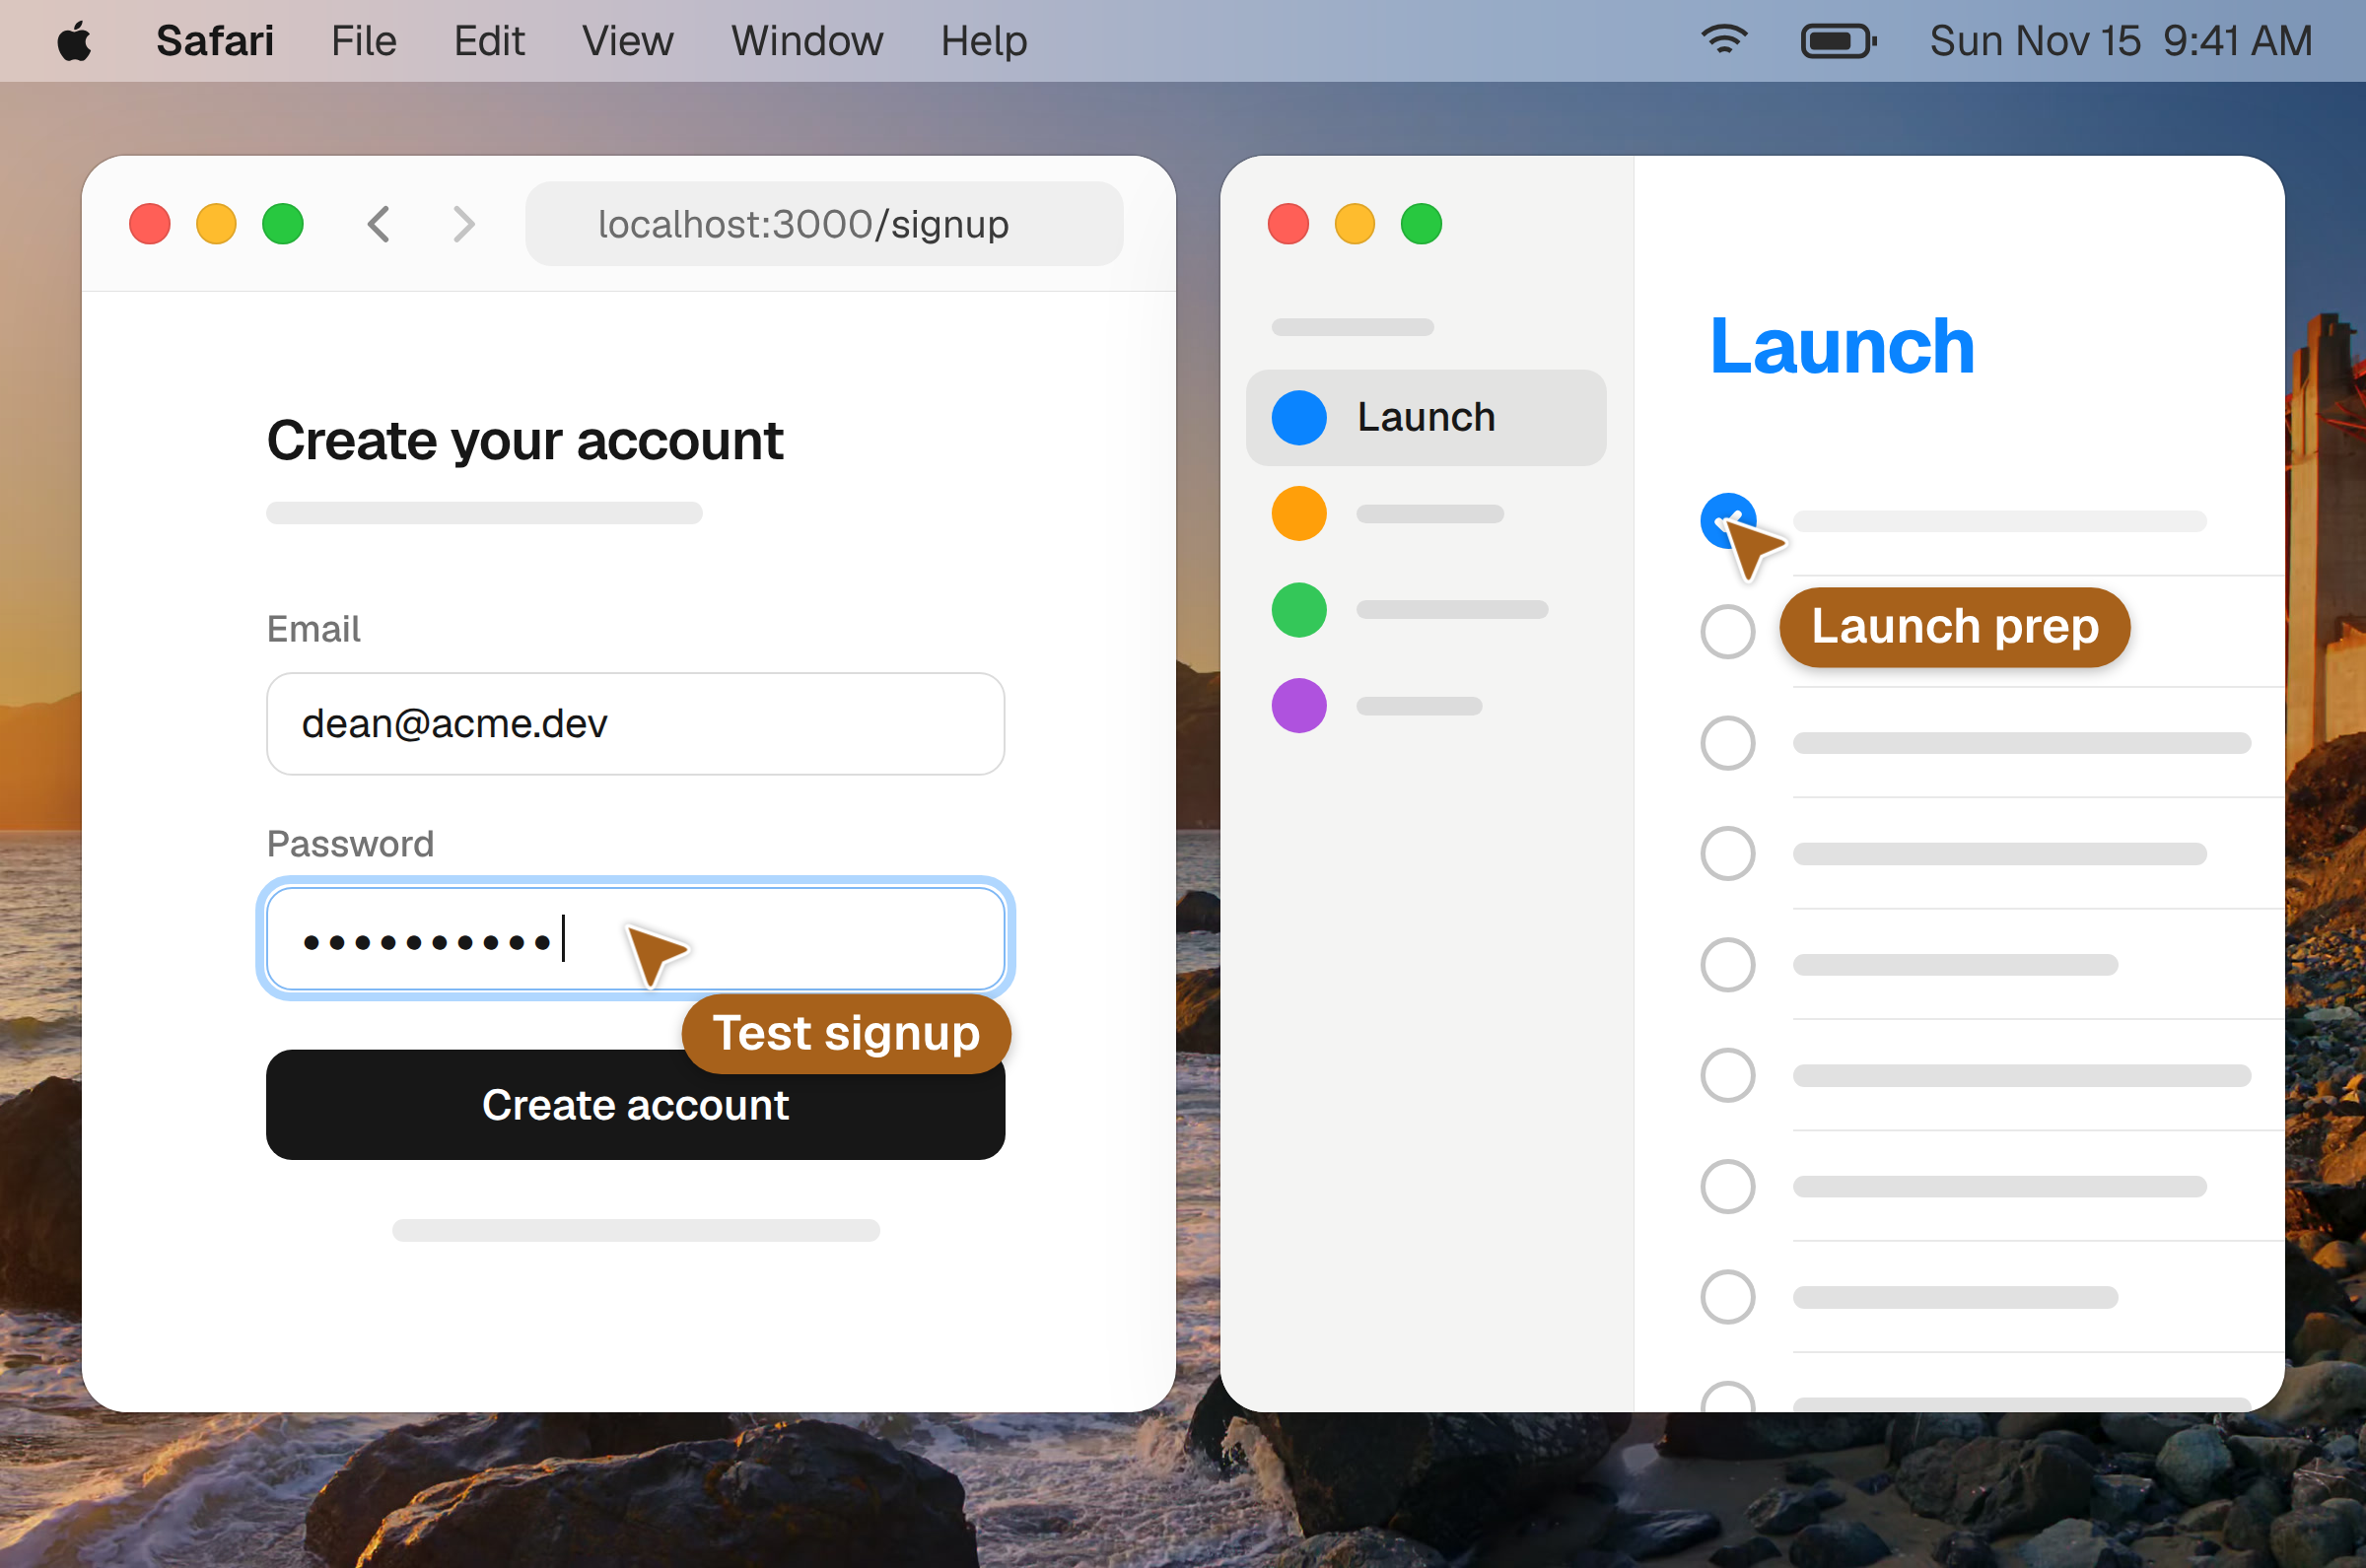 Safari File Edit View Window Help Sun Nov 15 9:41 AM
localhost:3000/signup
Create your account
Email
dean@acme.dev
Password
••••••••••
Test signup
Create account
Launch
Launch
Launch prep